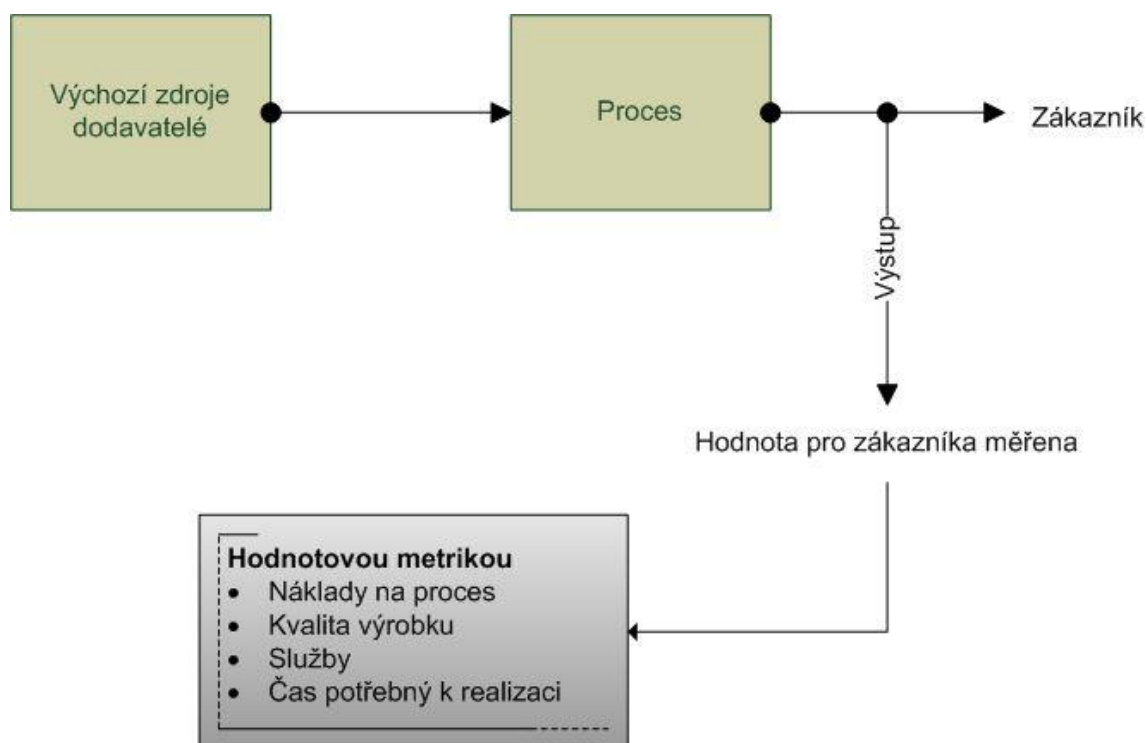 Výchozí zdroje
dodavatelé
Proces
Zákazník
Výstup
Hodnota pro zákazníka měřena
Hodnotovou metrikou
• Náklady na proces
• Kvalita výrobku
• Služby
• Čas potřebný k realizaci